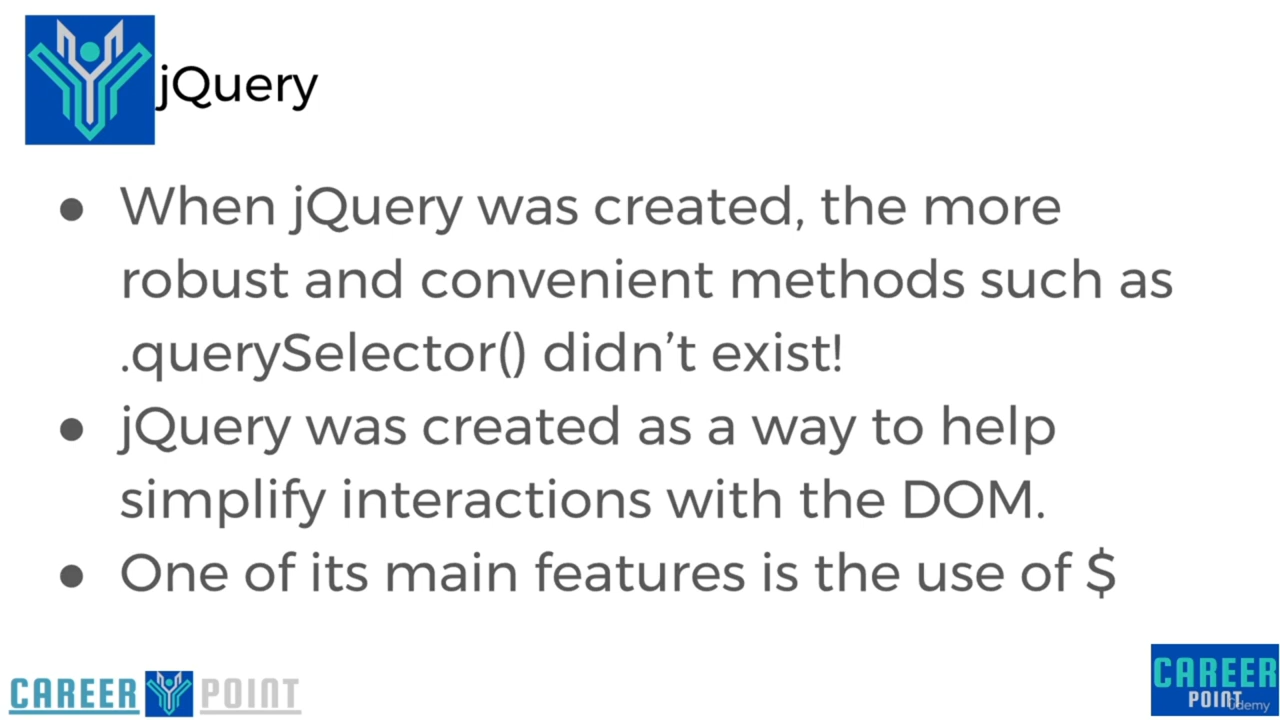 jQuery
● When jQuery was created, the more
robust and convenient methods such as
.querySelector() didn’t exist!
● jQuery was created as a way to help
simplify interactions with the DOM.
● One of its main features is the use of $
CAREER POINT
CAREER
POINT
Udemy